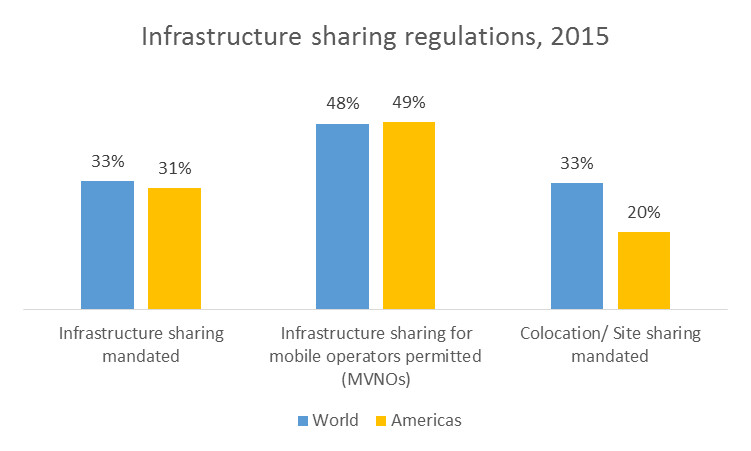 Infrastructure sharing regulations, 2015
33%
31%
48%
49%
33%
20%
Infrastructure sharing
mandated
Infrastructure sharing for
mobile operators permitted
(MVNOs)
Colocation/ Site sharing
mandated
World
Americas